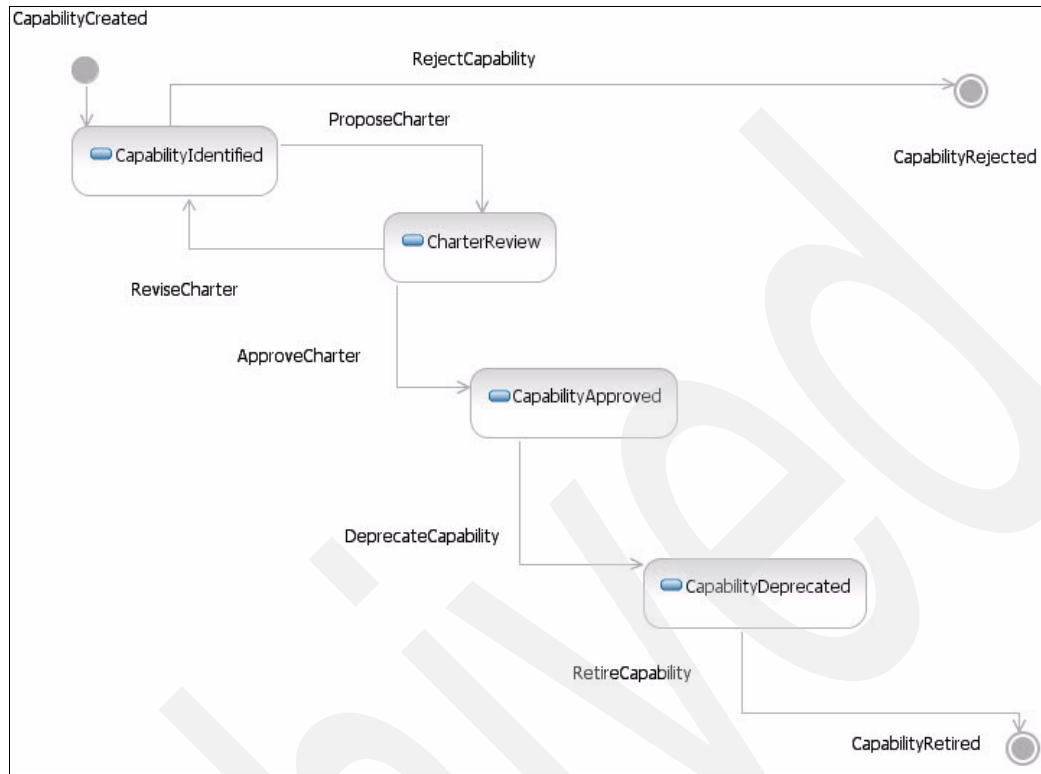 CapabilityCreated
RejectCapability
ProposeCharter
CapabilityIdentified
CapabilityRejected
CharterReview
ReviseCharter
ApproveCharter
CapabilityApproved
DeprecateCapability
CapabilityDeprecated
RetireCapability
CapabilityRetired